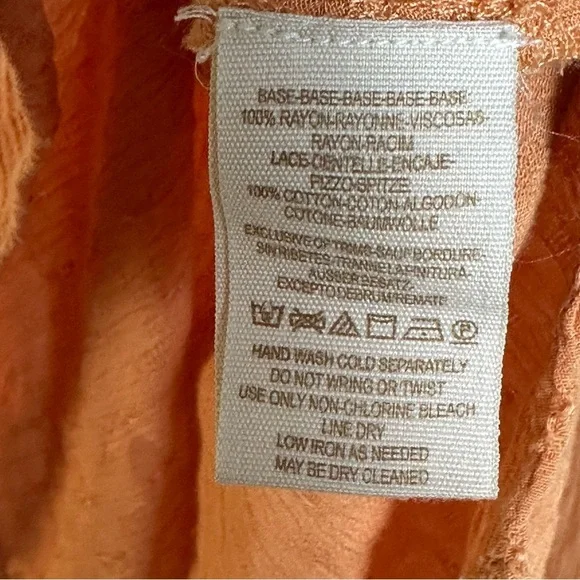 BASE-BASE-BASE-BASE-BASE-
100% RAYON-RAYONNE-VISCOSAS-
RAYON-RACIM
LACE-DENTELLE-ENCAJE-
PIZZO-SPITZE
100% COTTON-COTON-ALGODON-
COTONE-BAUMWOLLE
EXCLUSIVE OF TRIMS-SAUF BORDURE-
SIN RIBETES, TRANNE LA FINITURA,
AUSSER BESATZ-
EXCEPTO DEBRUM/REMATE
P
HAND WASH COLD SEPARATELY
DO NOT WRING OR TWIST
USE ONLY NON-CHLORINE BLEACH
LINE DRY
LOW IRON AS NEEDED
MAY BE DRY CLEANED